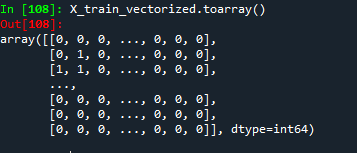 In [108]: X_train_vectorized.toarray()
Out[108]:
array([[0, 0, 0, ..., 0, 0, 0],
       [0, 1, 0, ..., 0, 0, 0],
       [1, 1, 0, ..., 0, 0, 0],
       ...,
       [0, 0, 0, ..., 0, 0, 0],
       [0, 0, 0, ..., 0, 0, 0],
       [0, 0, 0, ..., 0, 0, 0]], dtype=int64)